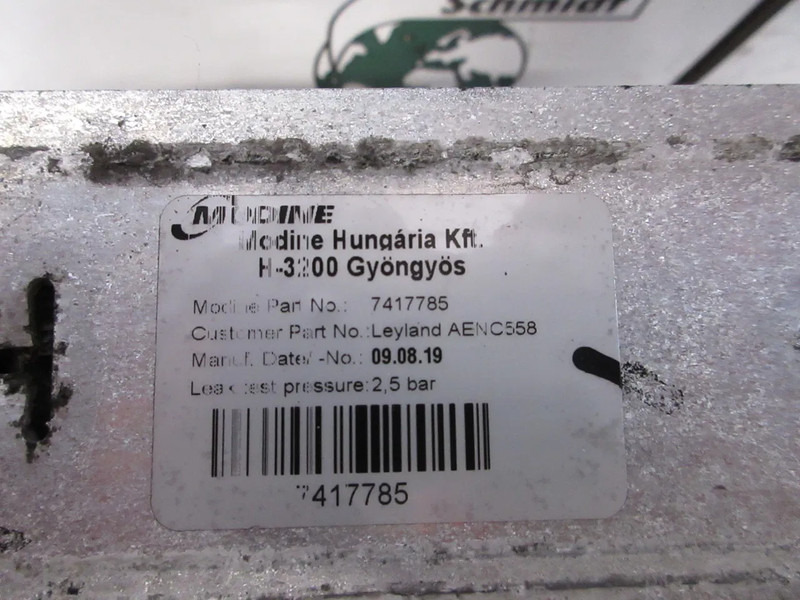 Schmidt
MODINE
Modine Hungária Kft.
H-3200 Gyöngyös
Modine Part No.: 7417785
Customer Part No.: Leyland AENC558
Manuf. Date/ -No.: 09.08.19
Leak test pressure: 2,5 bar
7417785